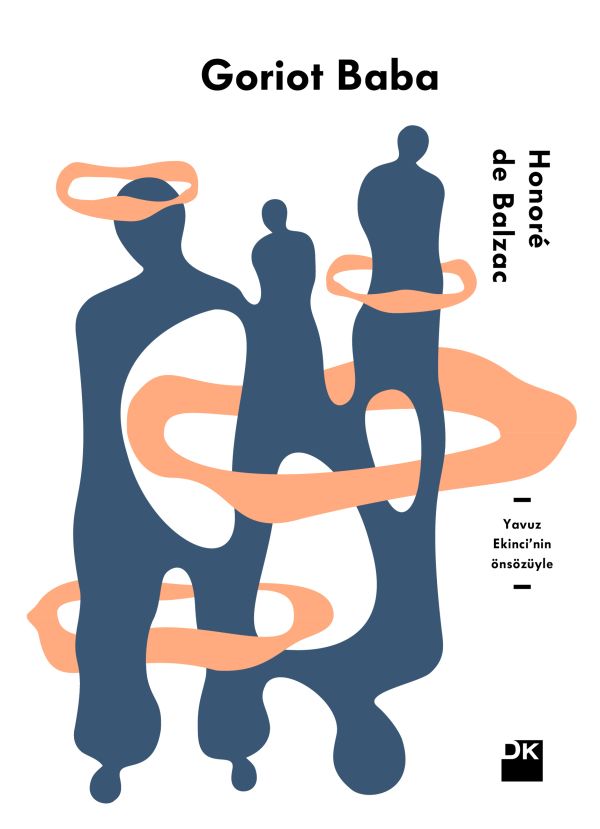 Goriot Baba
Honoré
de Balzac
Yavuz
Ekinci'nin
önsözüyle
DK